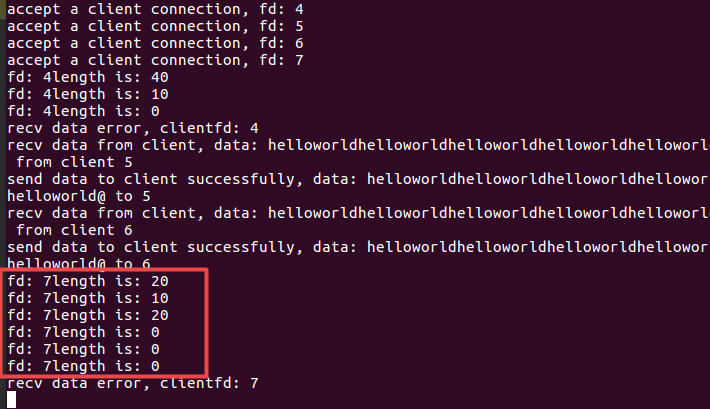 accept a client connection, fd: 4
accept a client connection, fd: 5
accept a client connection, fd: 6
accept a client connection, fd: 7
fd: 4length is: 40
fd: 4length is: 10
fd: 4length is: 0
recv data error, clientfd: 4
recv data from client, data: helloworldhelloworldhelloworldhelloworldhelloworl
from client 5
send data to client successfully, data: helloworldhelloworldhelloworldhellowor
helloworld@ to 5
recv data from client, data: helloworldhelloworldhelloworldhelloworldhelloworl
from client 6
send data to client successfully, data: helloworldhelloworldhelloworldhellowor
helloworld@ to 6
fd: 7length is: 20
fd: 7length is: 10
fd: 7length is: 20
fd: 7length is: 0
fd: 7length is: 0
fd: 7length is: 0
recv data error, clientfd: 7